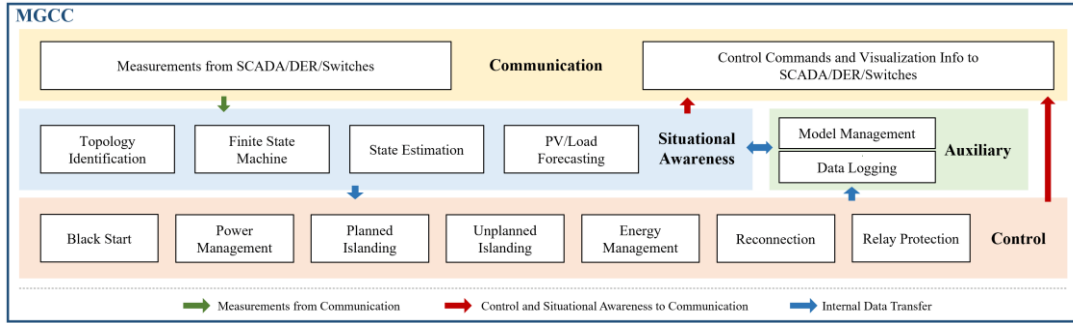 MGCC
Measurements from SCADA/DER/Switches
Communication
Control Commands and Visualization Info to
SCADA/DER/Switches
Topology
Identification
Finite State
Machine
State Estimation
PV/Load
Forecasting
Situational
Awareness
Model Management
Data Logging
Auxiliary
Black Start
Power
Management
Planned
Islanding
Unplanned
Islanding
Energy
Management
Reconnection
Relay Protection
Control
Measurements from Communication
Control and Situational Awareness to Communication
Internal Data Transfer